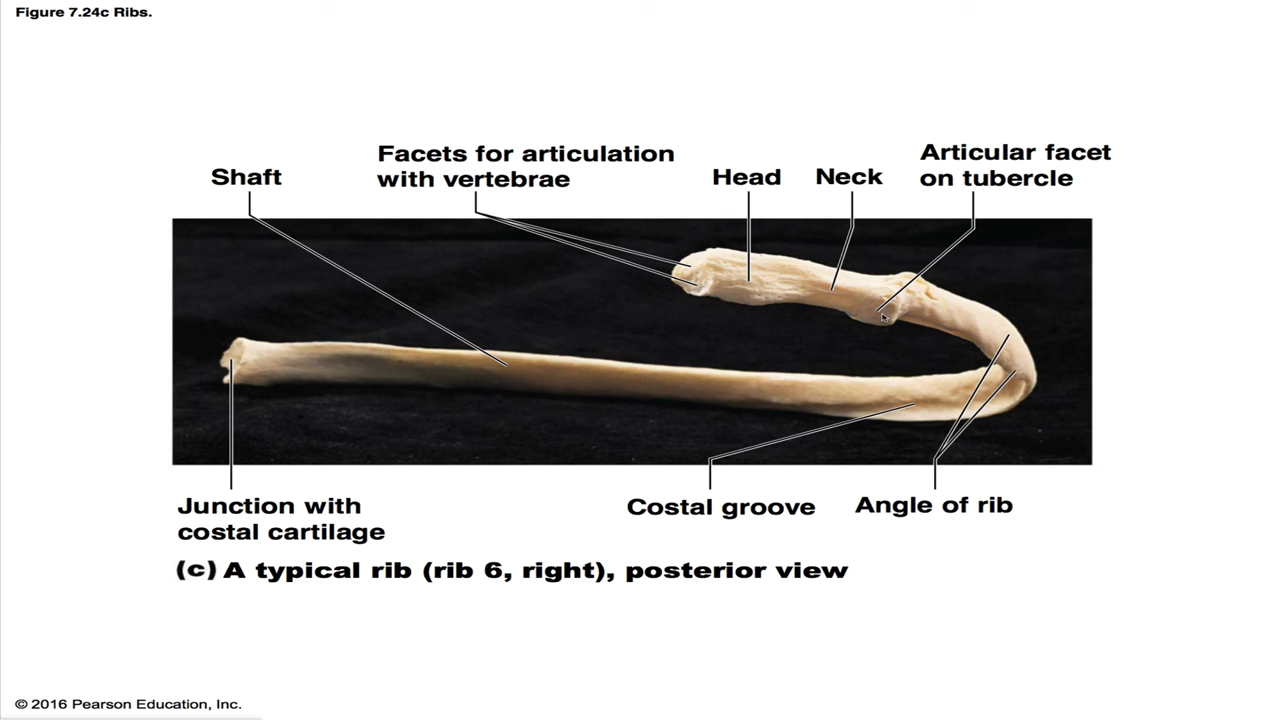 Figure 7.24c Ribs.
Shaft
Facets for articulation
with vertebrae
Head
Neck
Articular facet
on tubercle
Junction with
costal cartilage
Costal groove
Angle of rib
(c) A typical rib (rib 6, right), posterior view
© 2016 Pearson Education, Inc.